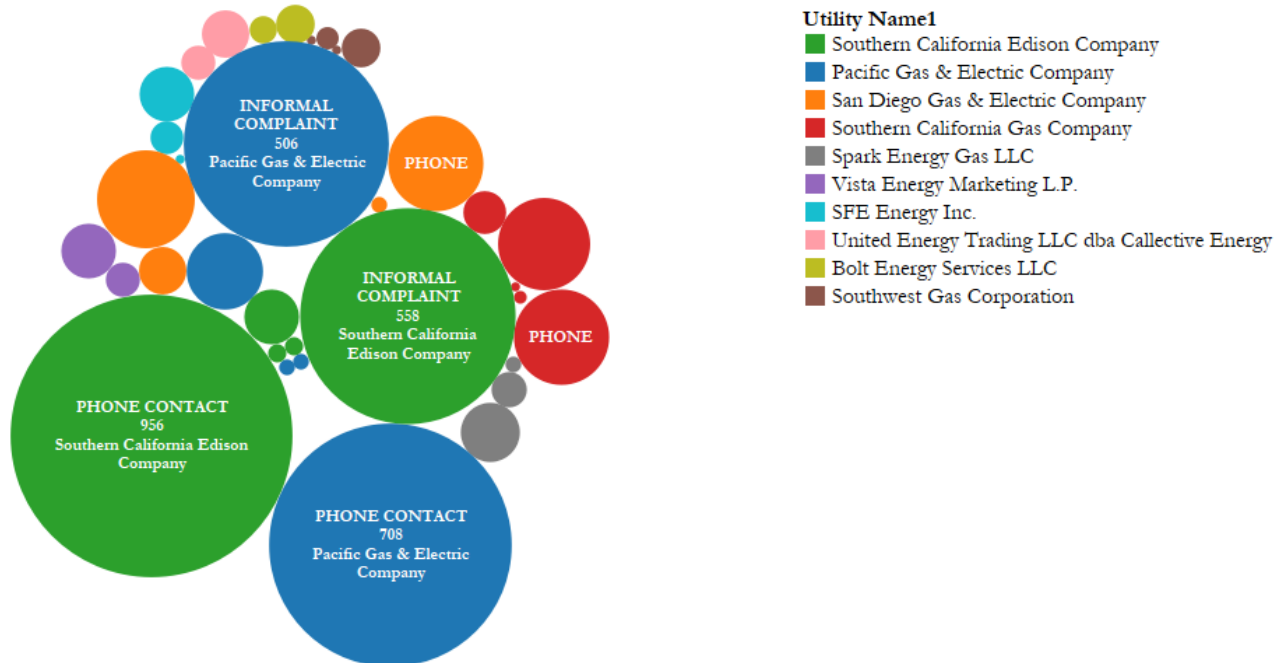 INFORMAL
COMPLAINT
506
Pacific Gas & Electric
Company
PHONE
INFORMAL
COMPLAINT
558
Southern California
Edison Company
PHONE
PHONE CONTACT
956
Southern California Edison
Company
PHONE CONTACT
708
Pacific Gas & Electric
Company
Utility Name1
Southern California Edison Company
Pacific Gas & Electric Company
San Diego Gas & Electric Company
Southern California Gas Company
Spark Energy Gas LLC
Vista Energy Marketing L.P.
SFE Energy Inc.
United Energy Trading LLC dba Callective Energy
Bolt Energy Services LLC
Southwest Gas Corporation